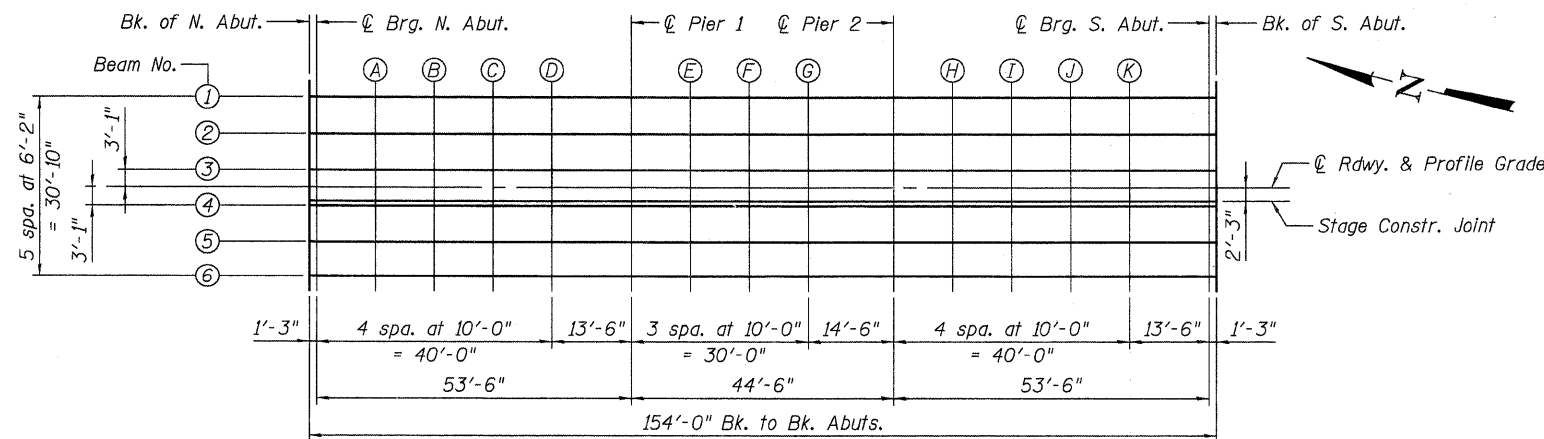 Bk. of N. Abut.
℄ Brg. N. Abut.
℄ Pier 1
℄ Pier 2
℄ Brg. S. Abut.
Bk. of S. Abut.
Beam No.
A B C D E F G H I J K
N
1
2
3
4
5
6
5 spa. at 6'-2"
= 30'-10"
3'-1"
3'-1"
℄ Rdwy. & Profile Grade
Stage Constr. Joint
2'-3"
1'-3"
4 spa. at 10'-0"
= 40'-0"
13'-6"
3 spa. at 10'-0"
= 30'-0"
14'-6"
4 spa. at 10'-0"
= 40'-0"
13'-6"
1'-3"
53'-6"
44'-6"
53'-6"
154'-0" Bk. to Bk. Abuts.